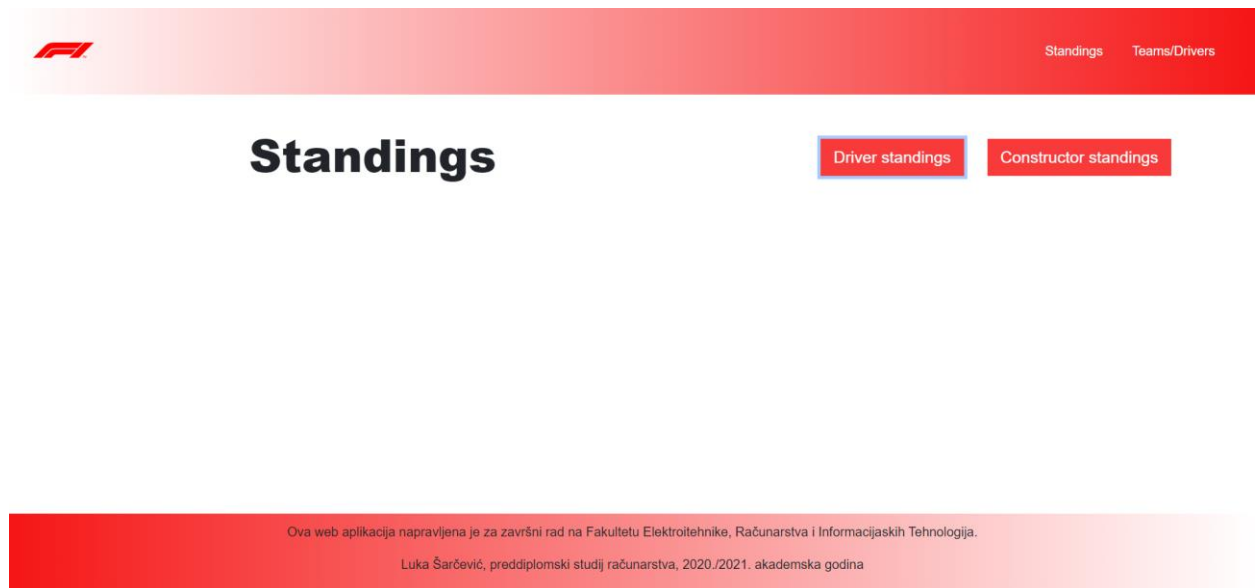 Standings Teams/Drivers
Standings
Driver standings Constructor standings
Ova web aplikacija napravljena je za završni rad na Fakultetu Elektroitehnike, Računarstva i Informacijaskih Tehnologija.
Luka Šarčević, preddiplomski studij računarstva, 2020./2021. akademska godina